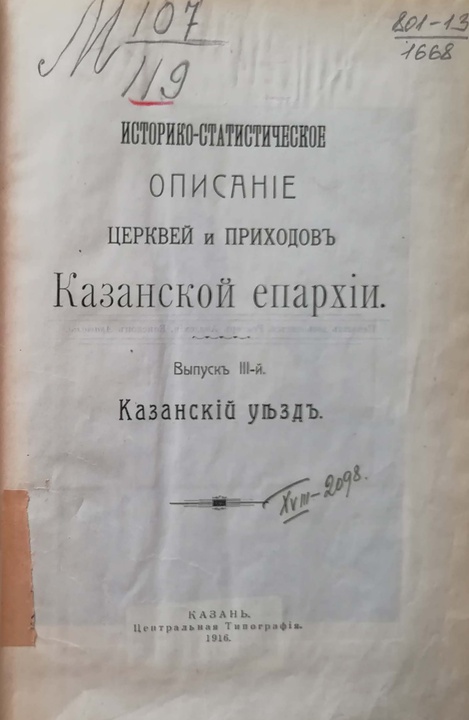 М 107
119
801-13
1668
ИСТОРИКО-СТАТИСТИЧЕСКОЕ
ОПИСАНІЕ
ЦЕРКВЕЙ и ПРИХОДОВЪ
Казанской епархіи.
Выпускъ III-й.
Казанскій уѣздъ.
XVIII-2098.
КАЗАНЬ.
Центральная Типографія.
1916.